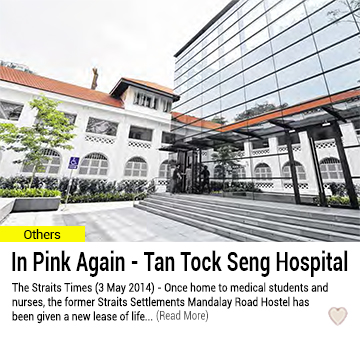 Others
In Pink Again - Tan Tock Seng Hospital
The Straits Times (3 May 2014) - Once home to medical students and
nurses, the former Straits Settlements Mandalay Road Hostel has
been given a new lease of life... (Read More)